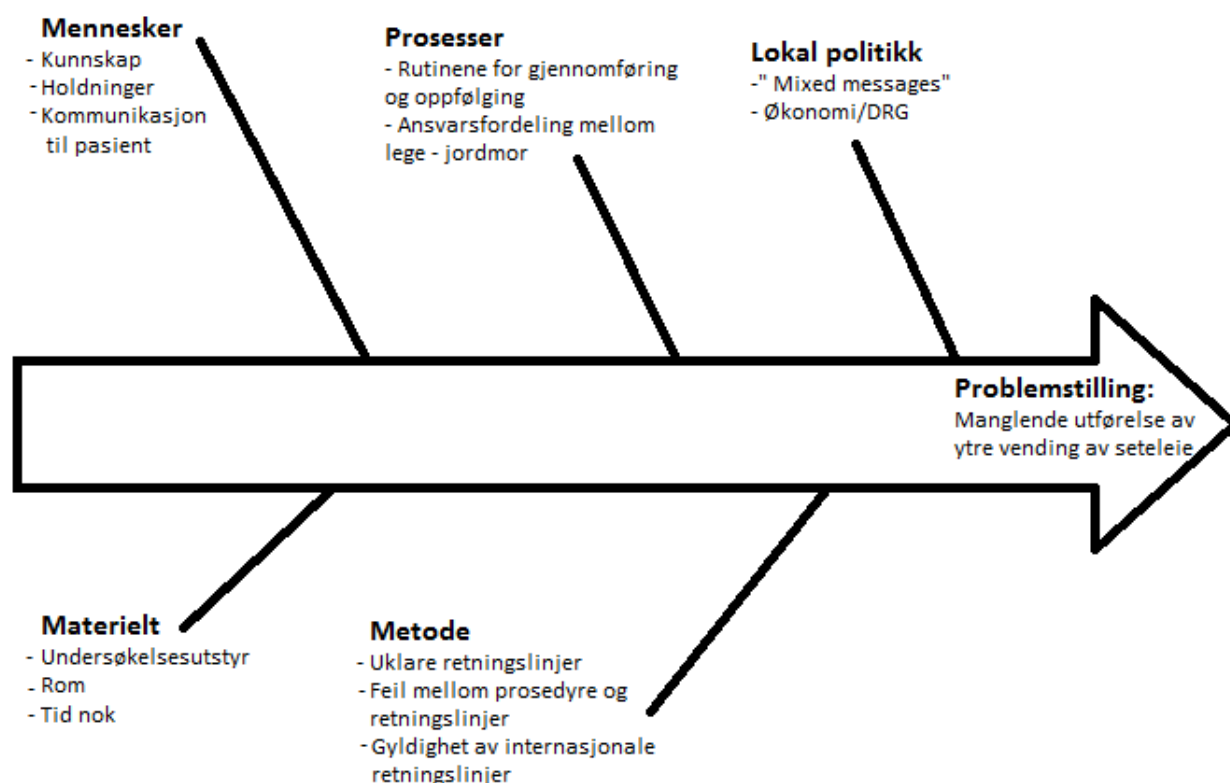 Mennesker
- Kunnskap
- Holdninger
- Kommunikasjon
til pasient
Prosesser
- Rutinene for gjennomføring
og oppfølging
- Ansvarsfordeling mellom
lege - jordmor
Lokal politikk
-" Mixed messages"
- Økonomi/DRG
Problemstilling:
Manglende utførelse av
ytre vending av seteleie
Materielt
- Undersøkelsesutstyr
- Rom
- Tid nok
Metode
- Uklare retningslinjer
- Feil mellom prosedyre og
retningslinjer
- Gyldighet av internasjonale
retningslinjer